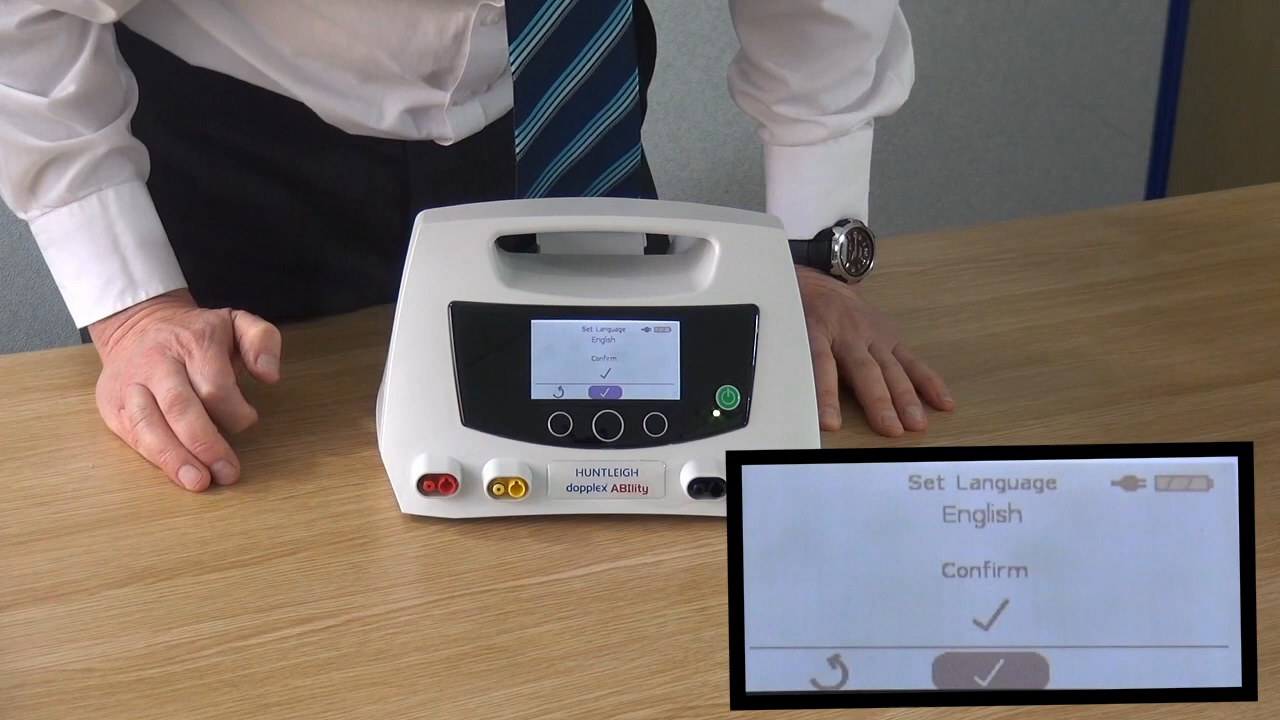 Set Language
English
Confirm
HUNTLEIGH
dopplex ABIlity
Set Language
English
Confirm